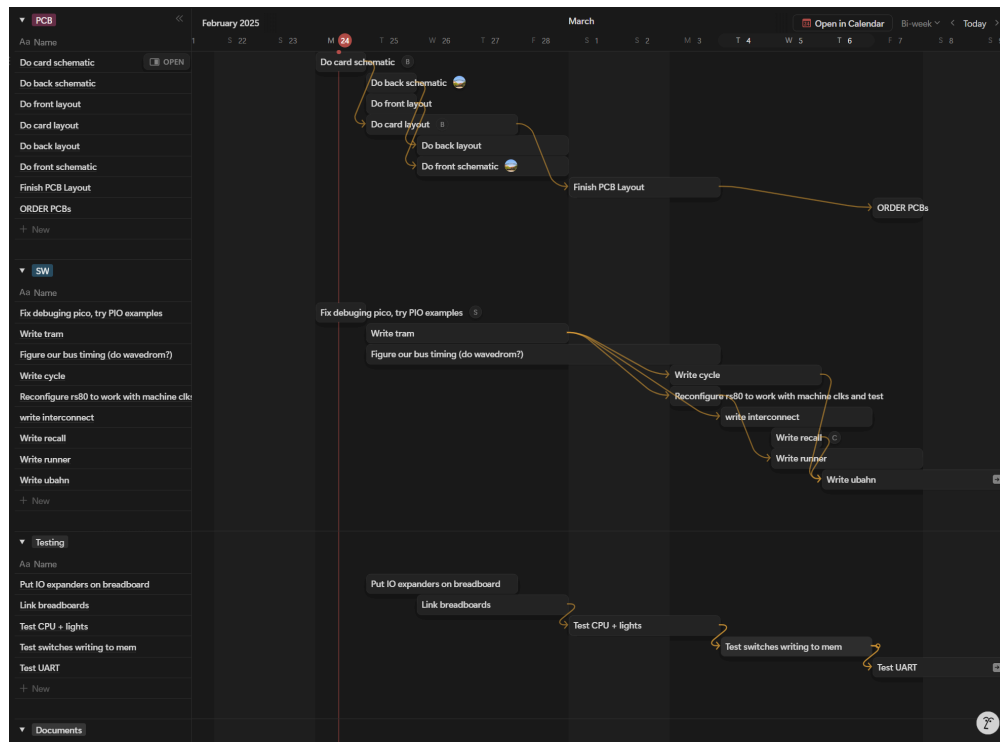 PCB
February 2025
March
Open in Calendar
Bi-week
Today
Aa Name
1 S 22 S 23 M 24 T 25 W 26 T 27 F 28 S 1 S 2 M 3 T 4 W 5 T 6 F 7 S 8 S
Do card schematic OPEN Do card schematic B
Do back schematic Do back schematic
Do front layout Do front layout
Do card layout Do card layout B
Do back layout Do back layout
Do front schematic Do front schematic
Finish PCB Layout Finish PCB Layout
ORDER PCBs ORDER PCBs
+ New
SW
Aa Name
Fix debuging pico, try PIO examples Fix debuging pico, try PIO examples S
Write tram Write tram
Figure our bus timing (do wavedrom?) Figure our bus timing (do wavedrom?)
Write cycle Write cycle
Reconfigure rs80 to work with machine clks Reconfigure rs80 to work with machine clks and test
write interconnect write interconnect
Write recall Write recall C
Write runner Write runner
Write ubahn Write ubahn
+ New
Testing
Aa Name
Put IO expanders on breadboard Put IO expanders on breadboard
Link breadboards Link breadboards
Test CPU + lights Test CPU + lights
Test switches writing to mem Test switches writing to mem
Test UART Test UART
+ New
Documents